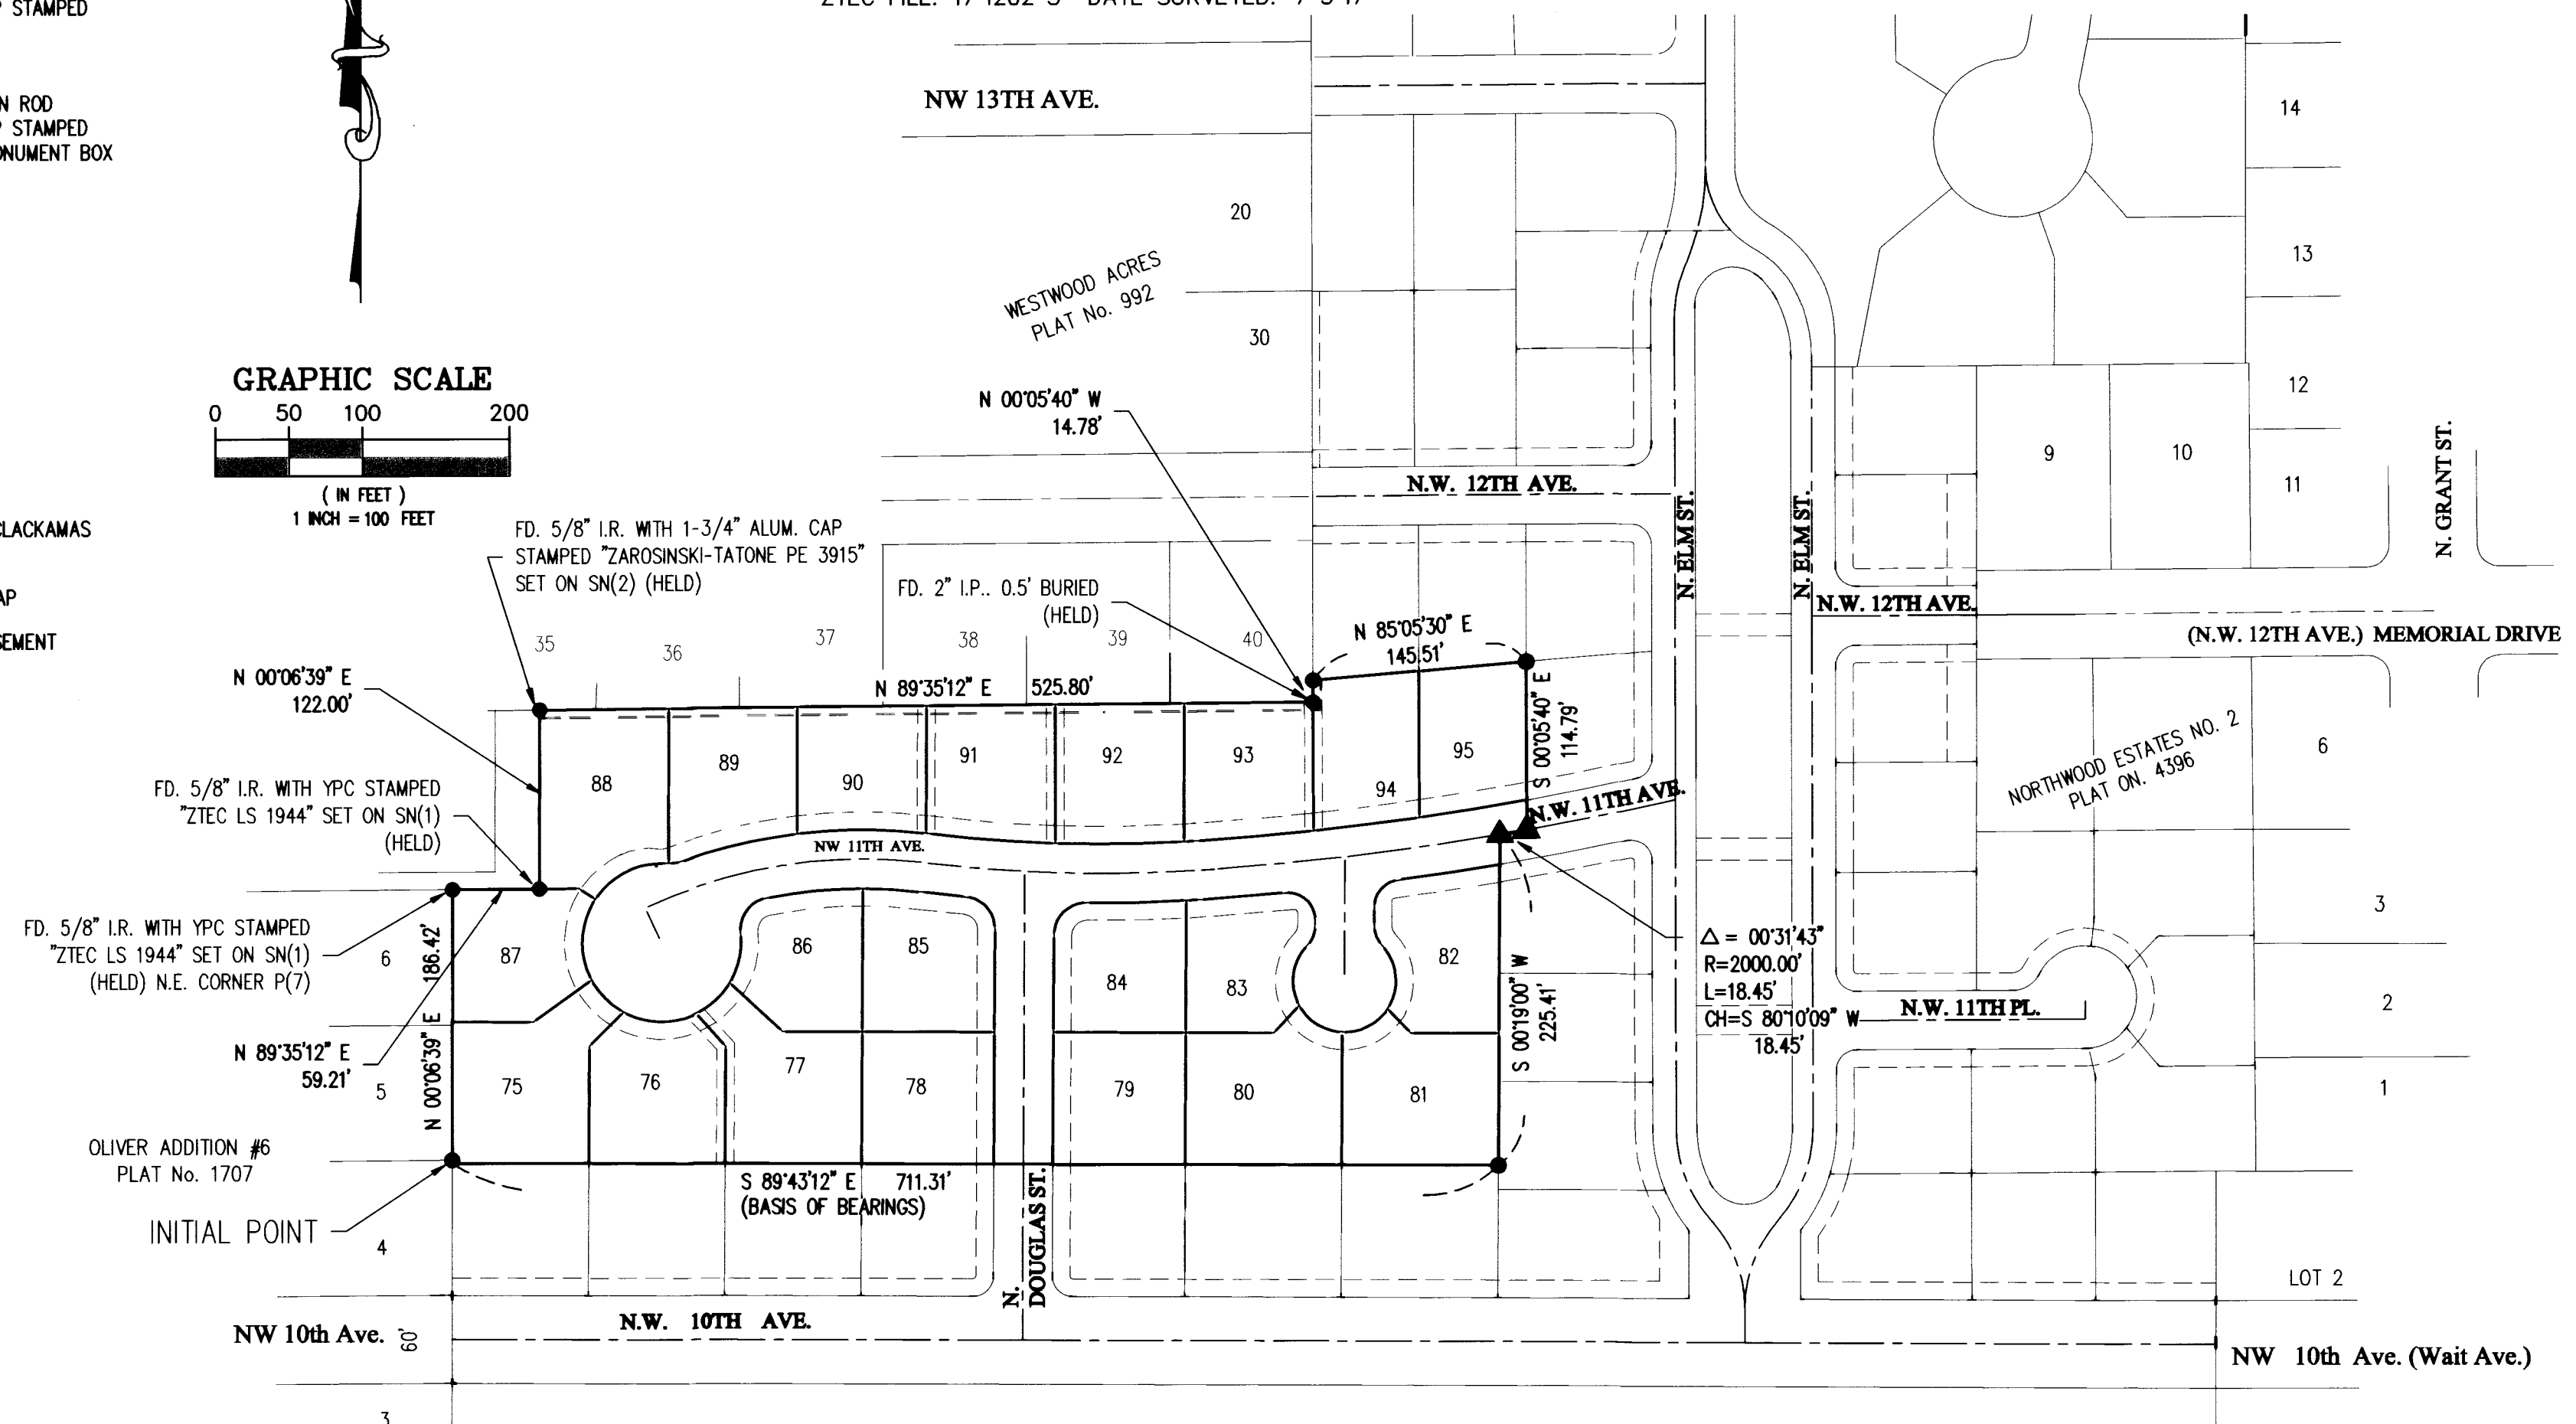 STAMPED
ZTEC FILE: 17-1262-3 DATE SURVEYED: 7-5-17
N ROD
STAMPED
ONUMENT BOX
NW 13TH AVE.
14
20
13
WESTWOOD ACRES
PLAT No. 992
30
GRAPHIC SCALE
0 50 100 200
( IN FEET )
1 INCH = 100 FEET
N 00°05'40" W
14.78'
12
9
10
11
N. GRANT ST.
N.W. 12TH AVE.
N. ELM ST.
N. ELM ST.
CLACKAMAS
AP
SEMENT
FD. 5/8" I.R. WITH 1-3/4" ALUM. CAP
STAMPED "ZAROSINSKI-TATONE PE 3915"
SET ON SN(2) (HELD)
FD. 2" I.P.. 0.5' BURIED
(HELD)
N.W. 12TH AVE.
(N.W. 12TH AVE.) MEMORIAL DRIVE
35
36
37
38
39
40
N 85°05'30" E
145.51'
N 00°06'39" E
122.00'
N 89°35'12" E 525.80'
S 00°05'40" E
114.79'
88
89
90
91
92
93
94
95
NORTHWOOD ESTATES NO. 2
PLAT ON. 4396
6
FD. 5/8" I.R. WITH YPC STAMPED
"ZTEC LS 1944" SET ON SN(1)
(HELD)
N.W. 11TH AVE.
NW 11TH AVE.
FD. 5/8" I.R. WITH YPC STAMPED
"ZTEC LS 1944" SET ON SN(1)
(HELD) N.E. CORNER P(7)
6
N 00°06'39" E 186.42'
87
86
85
84
83
82
S 00°19'00" W
225.41'
Δ = 00°31'43"
R=2000.00'
L=18.45'
CH=S 80°10'09" W
18.45'
N.W. 11TH PL.
3
2
1
N 89°35'12" E
59.21'
5
75
76
77
78
79
80
81
OLIVER ADDITION #6
PLAT No. 1707
S 89°43'12" E 711.31'
(BASIS OF BEARINGS)
INITIAL POINT
4
N.
DOUGLAS ST.
LOT 2
NW 10th Ave.
60'
N.W. 10TH AVE.
NW 10th Ave. (Wait Ave.)
3